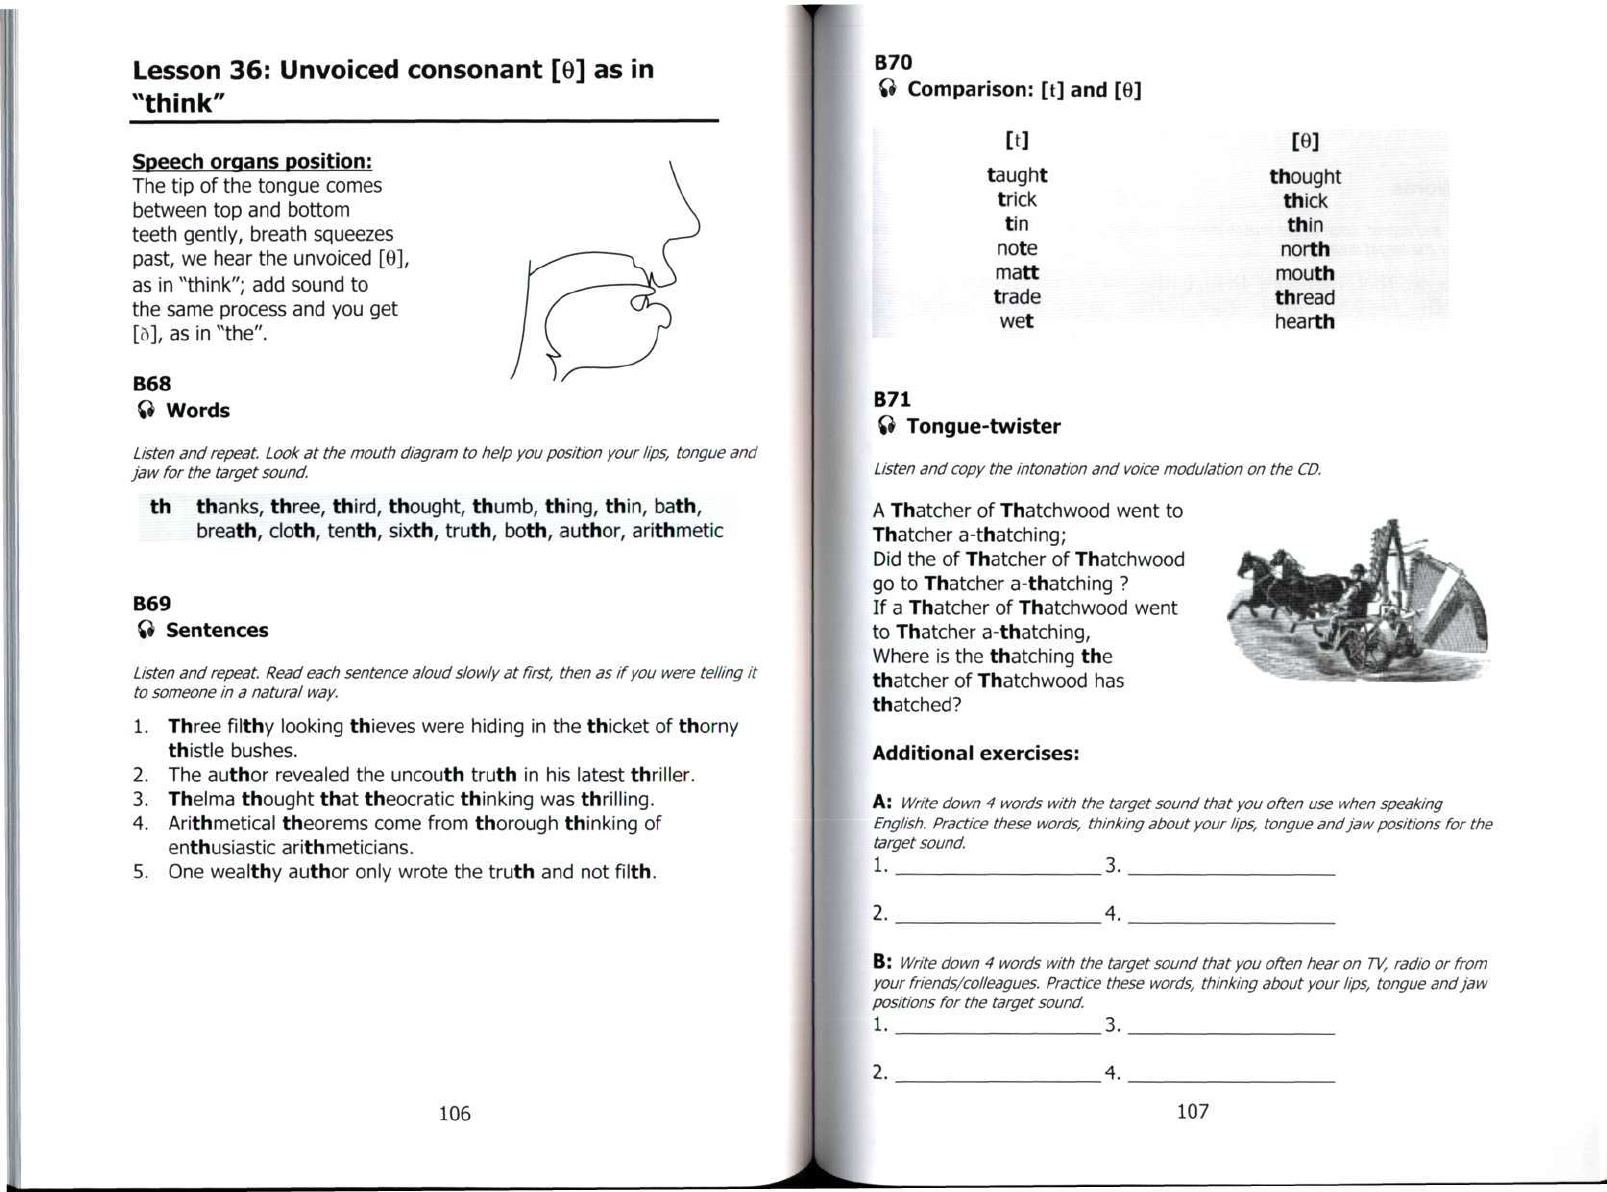 Lesson 36: Unvoiced consonant [θ] as in
"think"
Speech organs position:
The tip of the tongue comes
between top and bottom
teeth gently, breath squeezes
past, we hear the unvoiced [θ],
as in "think"; add sound to
the same process and you get
[ð], as in "the".
B68
Words
Listen and repeat. Look at the mouth diagram to help you position your lips, tongue and
jaw for the target sound.
th thanks, three, third, thought, thumb, thing, thin, bath,
breath, cloth, tenth, sixth, truth, both, author, arithmetic
B69
Sentences
Listen and repeat. Read each sentence aloud slowly at first, then as if you were telling it
to someone in a natural way.
1. Three filthy looking thieves were hiding in the thicket of thorny
thistle bushes.
2. The author revealed the uncouth truth in his latest thriller.
3. Thelma thought that theocratic thinking was thrilling.
4. Arithmetical theorems come from thorough thinking of
enthusiastic arithmeticians.
5. One wealthy author only wrote the truth and not filth.
106
B70
Comparison: [t] and [θ]
[t] [θ]
taught thought
trick thick
tin thin
note north
matt mouth
trade thread
wet hearth
B71
Tongue-twister
Listen and copy the intonation and voice modulation on the CD.
A Thatcher of Thatchwood went to
Thatcher a-thatching;
Did the of Thatcher of Thatchwood
go to Thatcher a-thatching ?
If a Thatcher of Thatchwood went
to Thatcher a-thatching,
Where is the thatching the
thatcher of Thatchwood has
thatched?
Additional exercises:
A: Write down 4 words with the target sound that you often use when speaking
English. Practice these words, thinking about your lips, tongue and jaw positions for the
target sound.
1. ____________________ 3. ____________________
2. ____________________ 4. ____________________
B: Write down 4 words with the target sound that you often hear on TV, radio or from
your friends/colleagues. Practice these words, thinking about your lips, tongue and jaw
positions for the target sound.
1. ____________________ 3. ____________________
2. ____________________ 4. ____________________
107